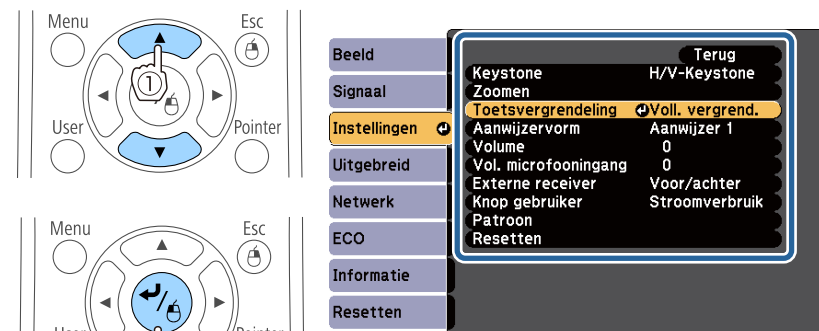 Menu
Esc
①
User
Pointer
Menu
Esc
Beeld
Signaal
Instellingen
Uitgebreid
Netwerk
ECO
Informatie
Resetten
Terug
Keystone H/V-Keystone
Zoomen
Toetsvergrendeling Voll. vergrend.
Aanwijzervorm Aanwijzer 1
Volume 0
Vol. microfooningang 0
Externe receiver Voor/achter
Knop gebruiker Stroomverbruik
Patroon
Resetten